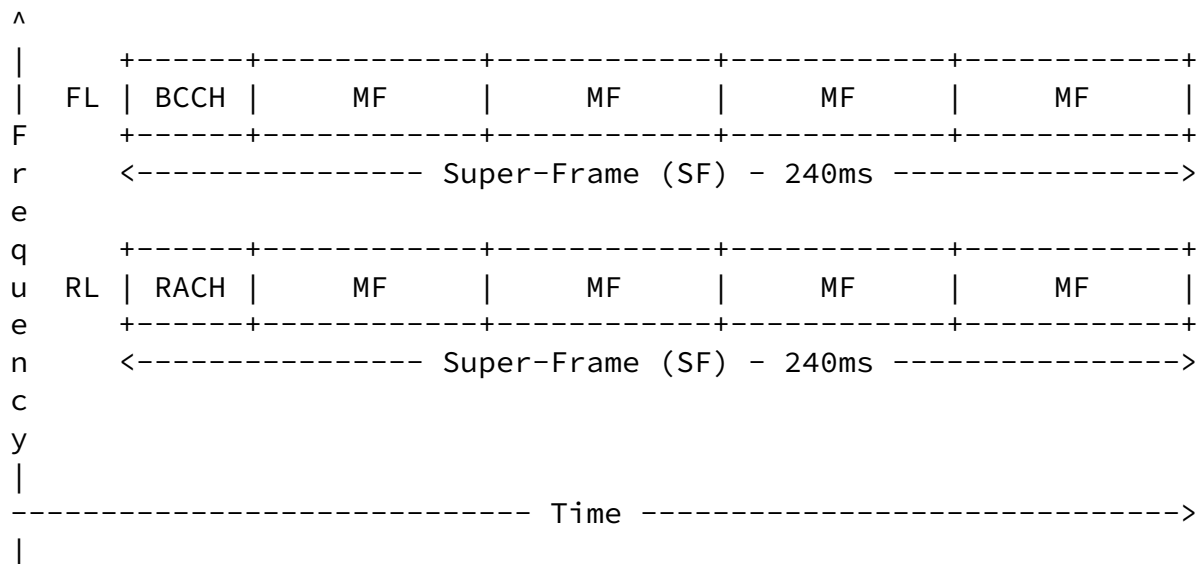 ^
|      +------+------------+------------+------------+------------+
|  FL  | BCCH |     MF     |     MF     |     MF     |     MF     |
F      +------+------------+------------+------------+------------+
r      <---------------- Super-Frame (SF) - 240ms ---------------->
e
q      +------+------------+------------+------------+------------+
u  RL  | RACH |     MF     |     MF     |     MF     |     MF     |
e      +------+------------+------------+------------+------------+
n      <---------------- Super-Frame (SF) - 240ms ---------------->
c
y
|
----------------------------- Time ------------------------------>
|